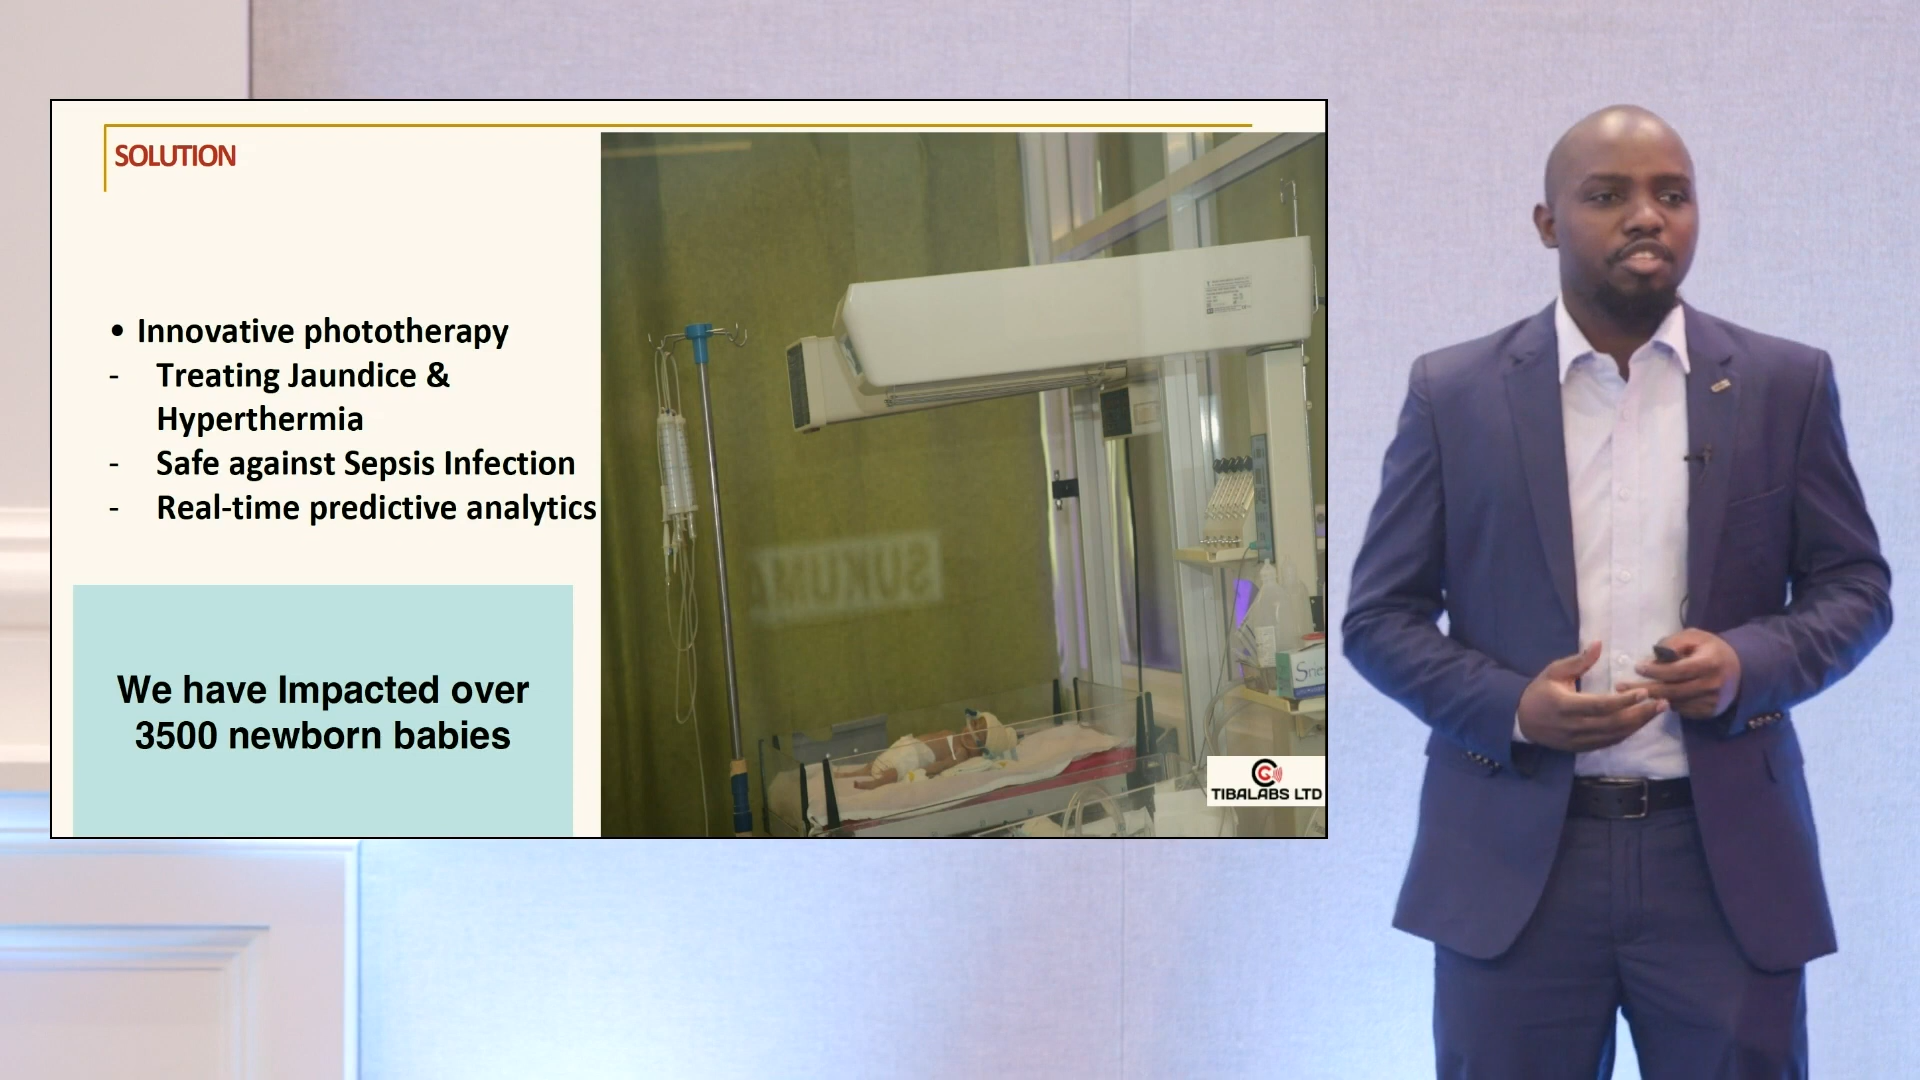 SOLUTION
• Innovative phototherapy
- Treating Jaundice &
Hyperthermia
- Safe against Sepsis Infection
- Real-time predictive analytics
We have Impacted over
3500 newborn babies
SUKUMA
TIBALABS LTD